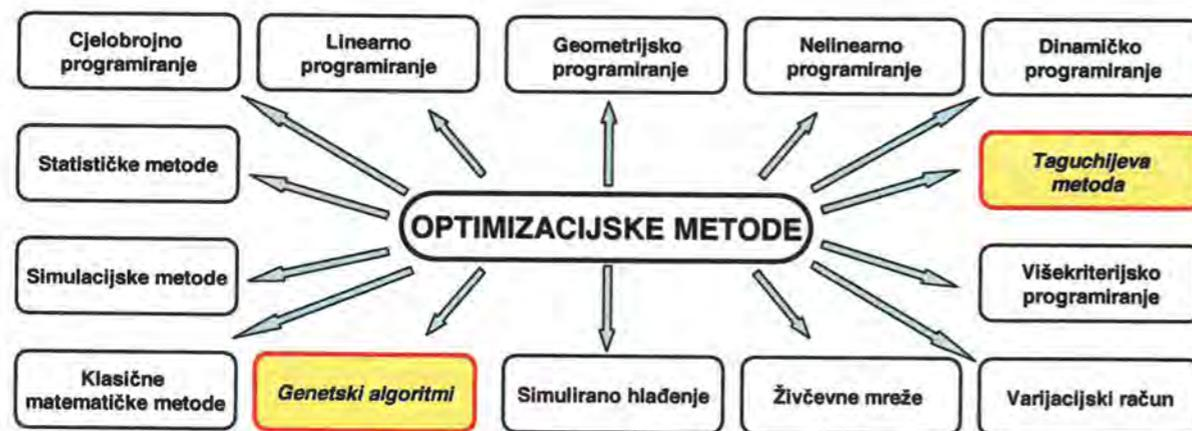 Cjelobrojno
programiranje
Linearno
programiranje
Geometrijsko
programiranje
Nelinearno
programiranje
Dinamičko
programiranje
Statističke metode
Taguchijeva
metoda
OPTIMIZACIJSKE METODE
Simulacijske metode
Višekriterijsko
programiranje
Klasične
matematičke metode
Genetski algoritmi
Simulirano hlađenje
Živčevne mreže
Varijacijski račun